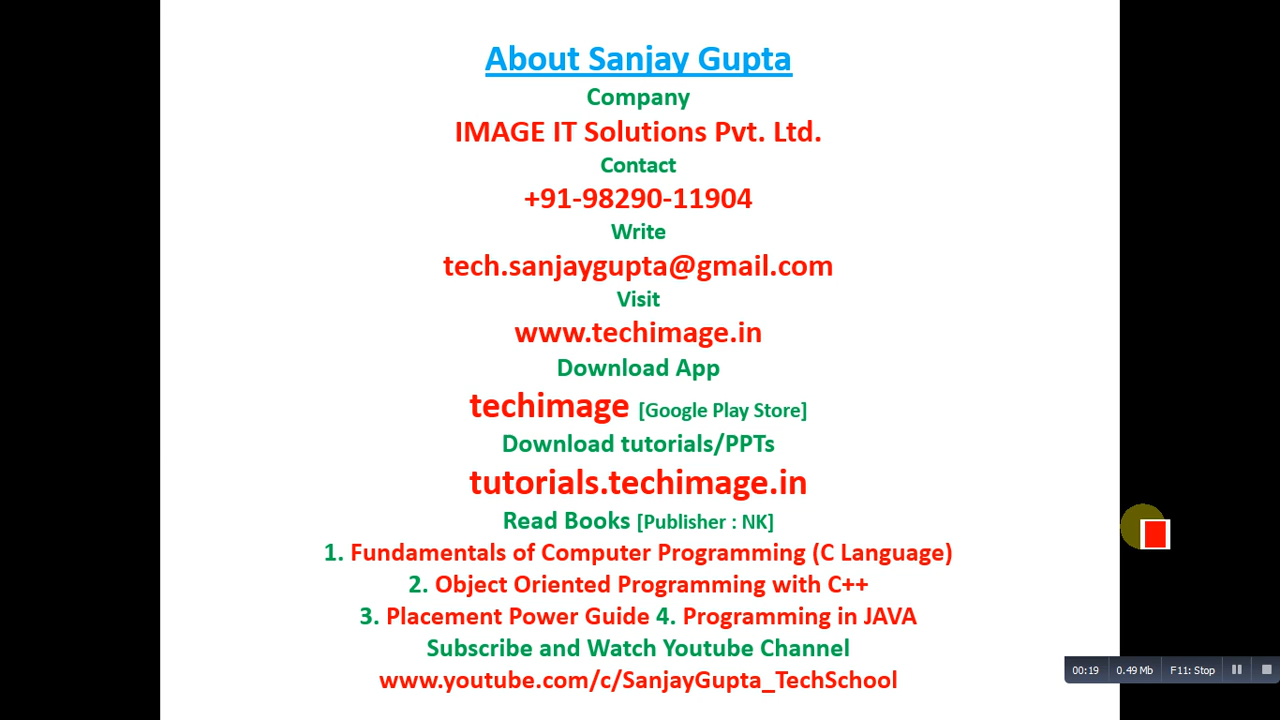 About Sanjay Gupta
Company
IMAGE IT Solutions Pvt. Ltd.
Contact
+91-98290-11904
Write
tech.sanjaygupta@gmail.com
Visit
www.techimage.in
Download App
techimage [Google Play Store]
Download tutorials/PPTs
tutorials.techimage.in
Read Books [Publisher : NK]
1. Fundamentals of Computer Programming (C Language)
2. Object Oriented Programming with C++
3. Placement Power Guide 4. Programming in JAVA
Subscribe and Watch Youtube Channel
www.youtube.com/c/SanjayGupta_TechSchool
00:19 0.49 Mb F11: Stop